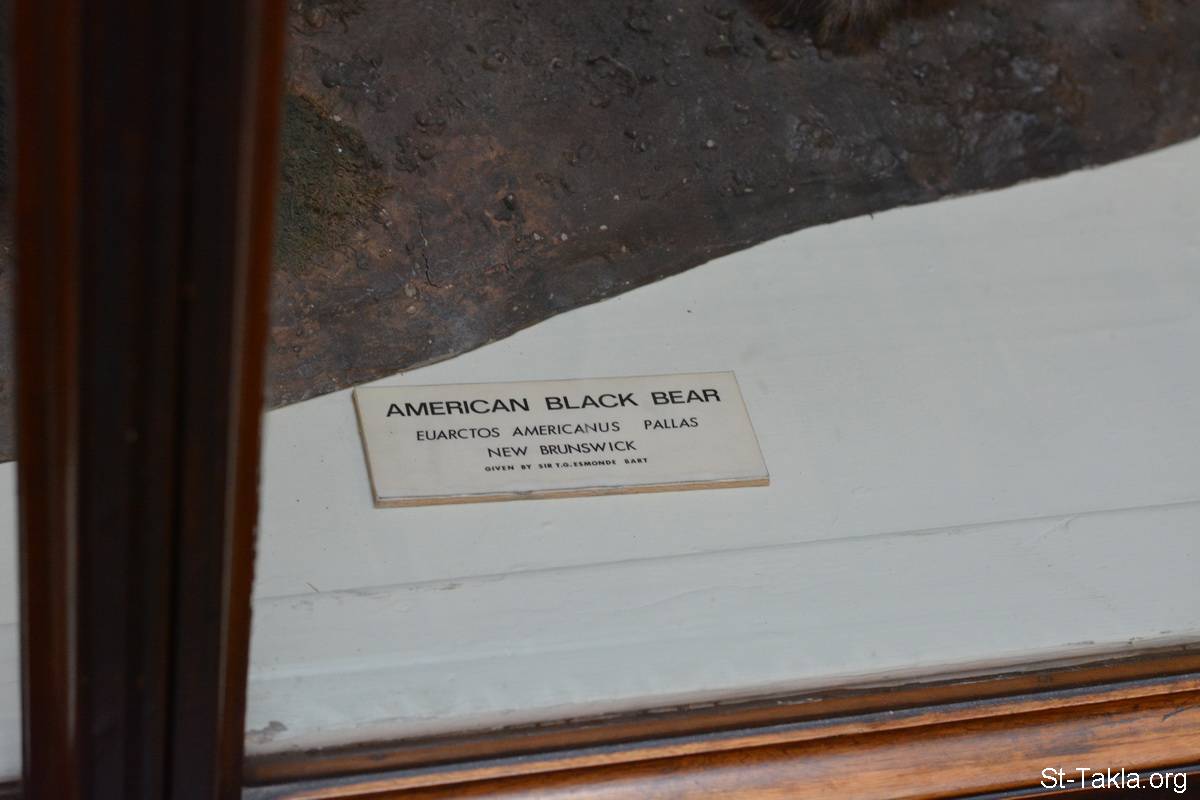 AMERICAN BLACK BEAR
EUARCTOS AMERICANUS PALLAS
NEW BRUNSWICK
GIVEN BY SIR T.G. ESMONDE BART
St-Takla.org